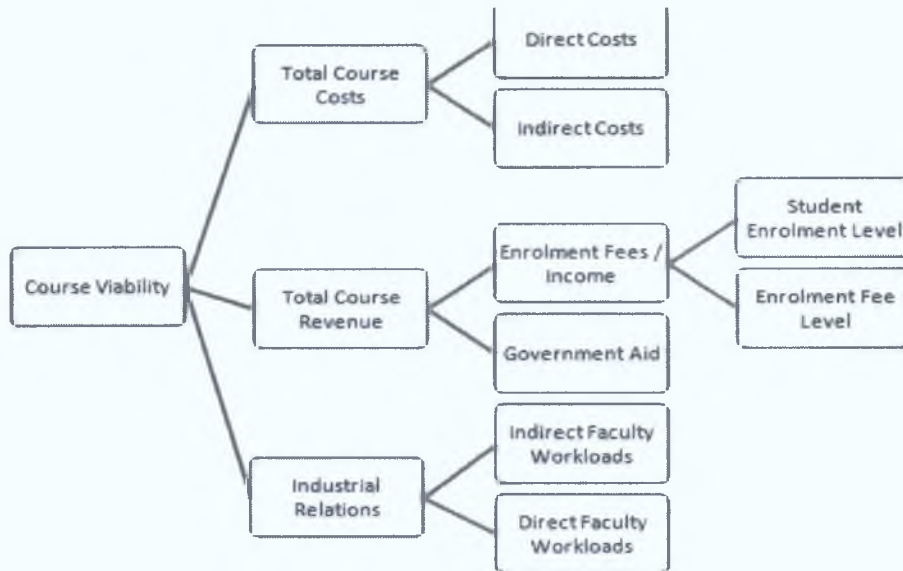 Direct Costs
Total Course
Costs
Indirect Costs
Student
Enrolment Level
Enrolment Fees /
Income
Course Viability
Total Course
Revenue
Enrolment Fee
Level
Government Aid
Indirect Faculty
Workloads
Industrial
Relations
Direct Faculty
Workloads